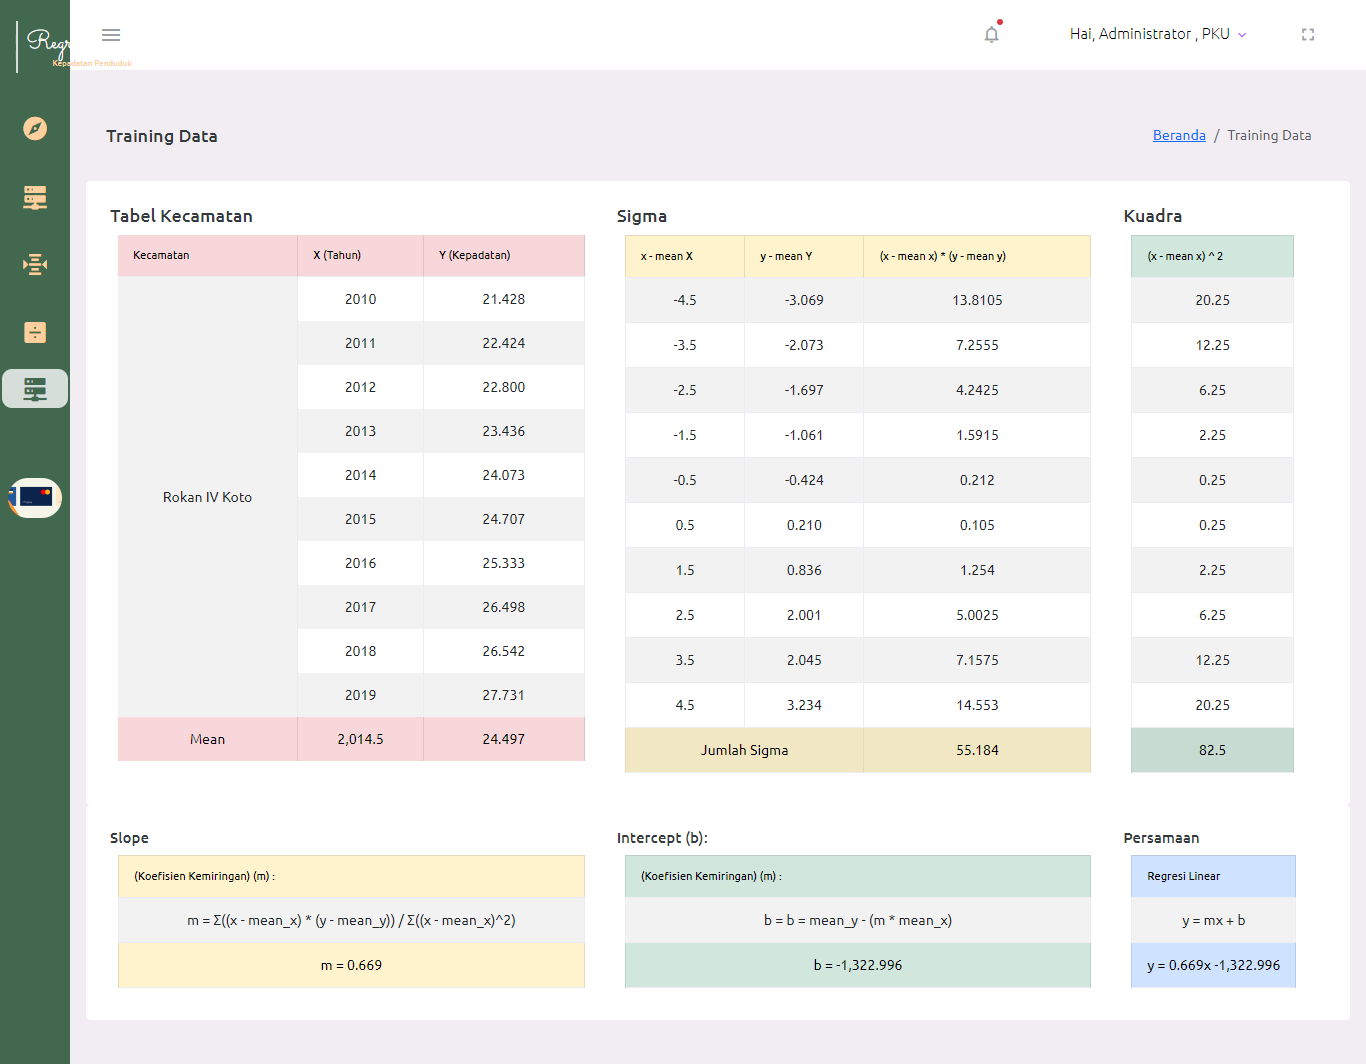 Kepadatan Penduduk
Hai, Administrator , PKU
Training Data
Beranda / Training Data
Tabel Kecamatan
Kecamatan X (Tahun) Y (Kepadatan)
Rokan IV Koto
2010 21.428
2011 22.424
2012 22.800
2013 23.436
2014 24.073
2015 24.707
2016 25.333
2017 26.498
2018 26.542
2019 27.731
Mean 2,014.5 24.497
Sigma
x - mean X y - mean Y (x - mean x) * (y - mean y)
-4.5 -3.069 13.8105
-3.5 -2.073 7.2555
-2.5 -1.697 4.2425
-1.5 -1.061 1.5915
-0.5 -0.424 0.212
0.5 0.210 0.105
1.5 0.836 1.254
2.5 2.001 5.0025
3.5 2.045 7.1575
4.5 3.234 14.553
Jumlah Sigma 55.184
Kuadra
(x - mean x) ^ 2
20.25
12.25
6.25
2.25
0.25
0.25
2.25
6.25
12.25
20.25
82.5
Slope
(Koefisien Kemiringan) (m) :
m = Σ((x - mean_x) * (y - mean_y)) / Σ((x - mean_x)^2)
m = 0.669
Intercept (b):
(Koefisien Kemiringan) (m) :
b = b = mean_y - (m * mean_x)
b = -1,322.996
Persamaan
Regresi Linear
y = mx + b
y = 0.669x -1,322.996